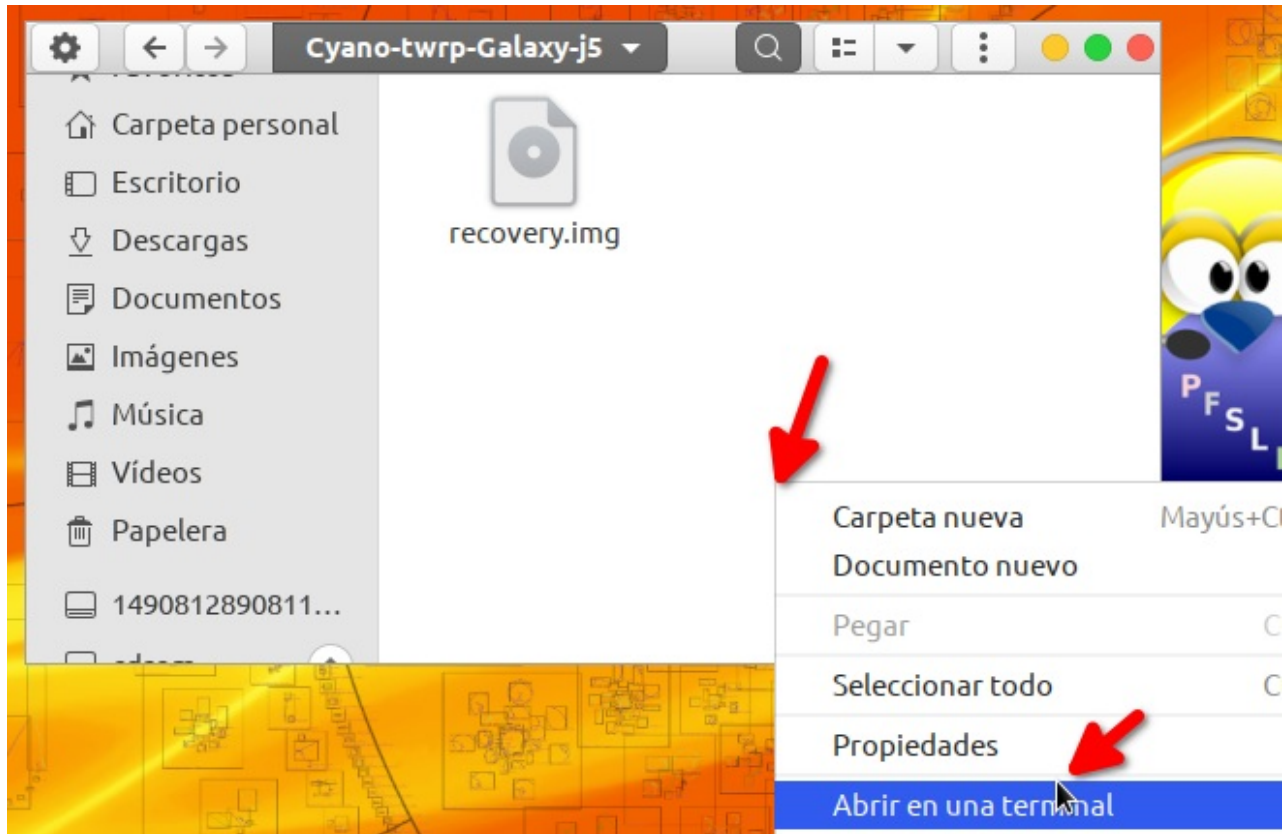 Cyano-twrp-Galaxy-j5
Carpeta personal
Escritorio
Descargas
Documentos
Imágenes
Música
Vídeos
Papelera
1490812890811...
recovery.img
P
F
S
L
Carpeta nueva Mayús+C
Documento nuevo
Pegar C
Seleccionar todo C
Propiedades
Abrir en una terminal